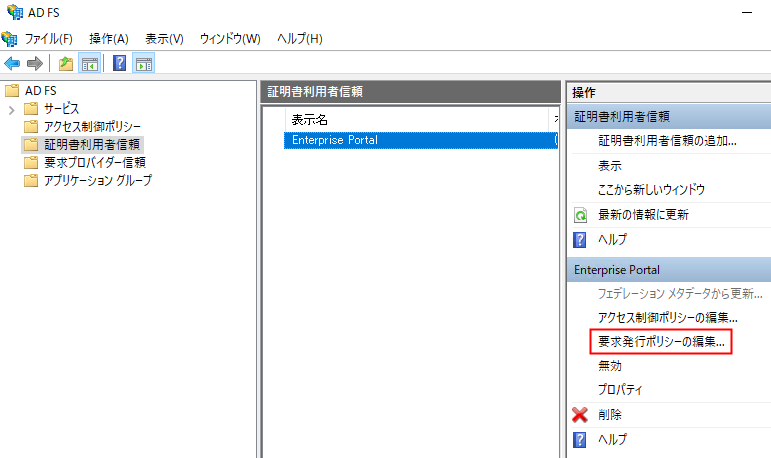 AD FS
ファイル(F) 操作(A) 表示(V) ウィンドウ(W) ヘルプ(H)
AD FS
サービス
アクセス制御ポリシー
証明書利用者信頼
要求プロバイダー信頼
アプリケーション グループ
証明書利用者信頼
表示名
Enterprise Portal
操作
証明書利用者信頼
証明書利用者信頼の追加...
表示
ここから新しいウィンドウ
最新の情報に更新
ヘルプ
Enterprise Portal
フェデレーション メタデータから更新...
アクセス制御ポリシーの編集...
要求発行ポリシーの編集...
無効
プロパティ
削除
ヘルプ